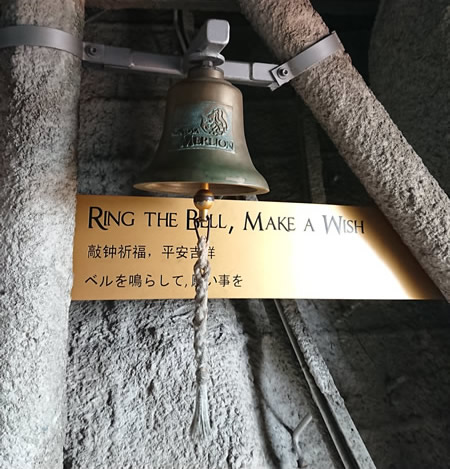 MERLION
RING THE BELL, MAKE A WISH
敲钟祈福，平安吉祥
ベルを鳴らして,願い事を